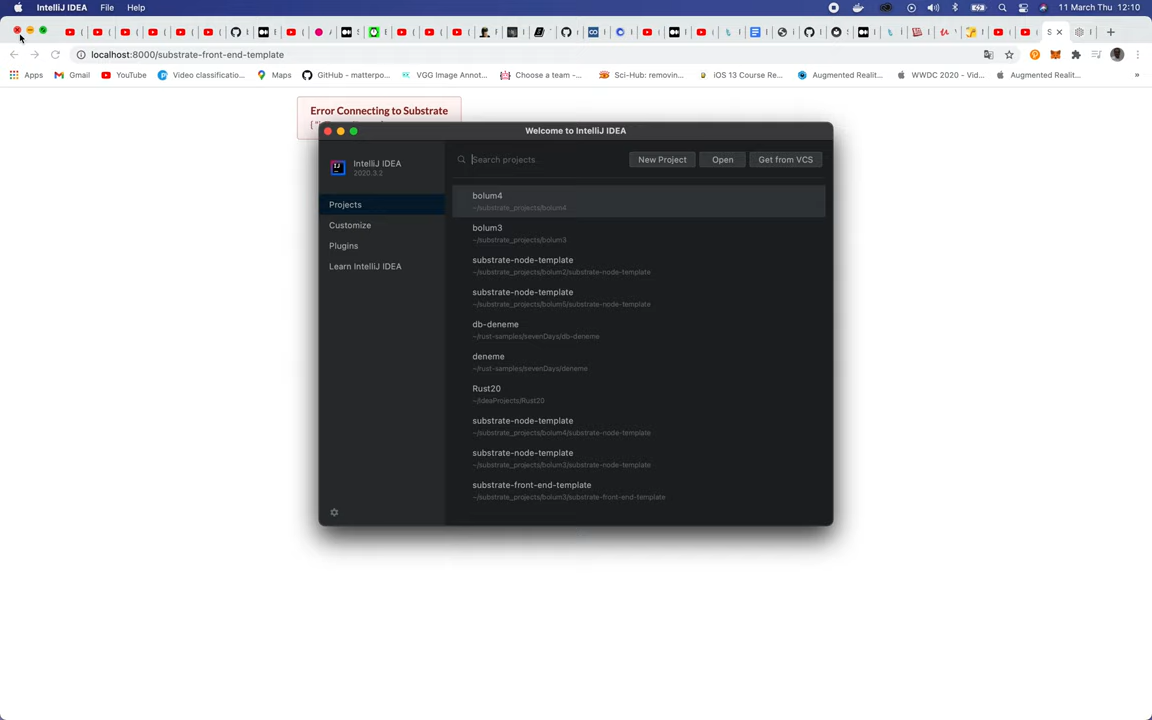 IntelliJ IDEA File Help 11 March Thu 12:10
localhost:8000/substrate-front-end-template
Apps Gmail YouTube Video classificatio... Maps GitHub - matterpo... VGG Image Annot... Choose a team -... Sci-Hub: removin... iOS 13 Course Re... Augmented Realit... WWDC 2020 - Vid... Augmented Realit... »
Error Connecting to Substrate
Welcome to IntelliJ IDEA
IntelliJ IDEA
2020.3.2
Search projects
New Project Open Get from VCS
Projects
Customize
Plugins
Learn IntelliJ IDEA
bolum4
~/substrate_projects/bolum4
bolum3
~/substrate_projects/bolum3
substrate-node-template
~/substrate_projects/bolum2/substrate-node-template
substrate-node-template
~/substrate_projects/bolum5/substrate-node-template
db-deneme
~/rust-samples/sevenDays/db-deneme
deneme
~/rust-samples/sevenDays/deneme
Rust20
~/IdeaProjects/Rust20
substrate-node-template
~/substrate_projects/bolum4/substrate-node-template
substrate-node-template
~/substrate_projects/bolum3/substrate-node-template
substrate-front-end-template
~/substrate_projects/bolum3/substrate-front-end-template